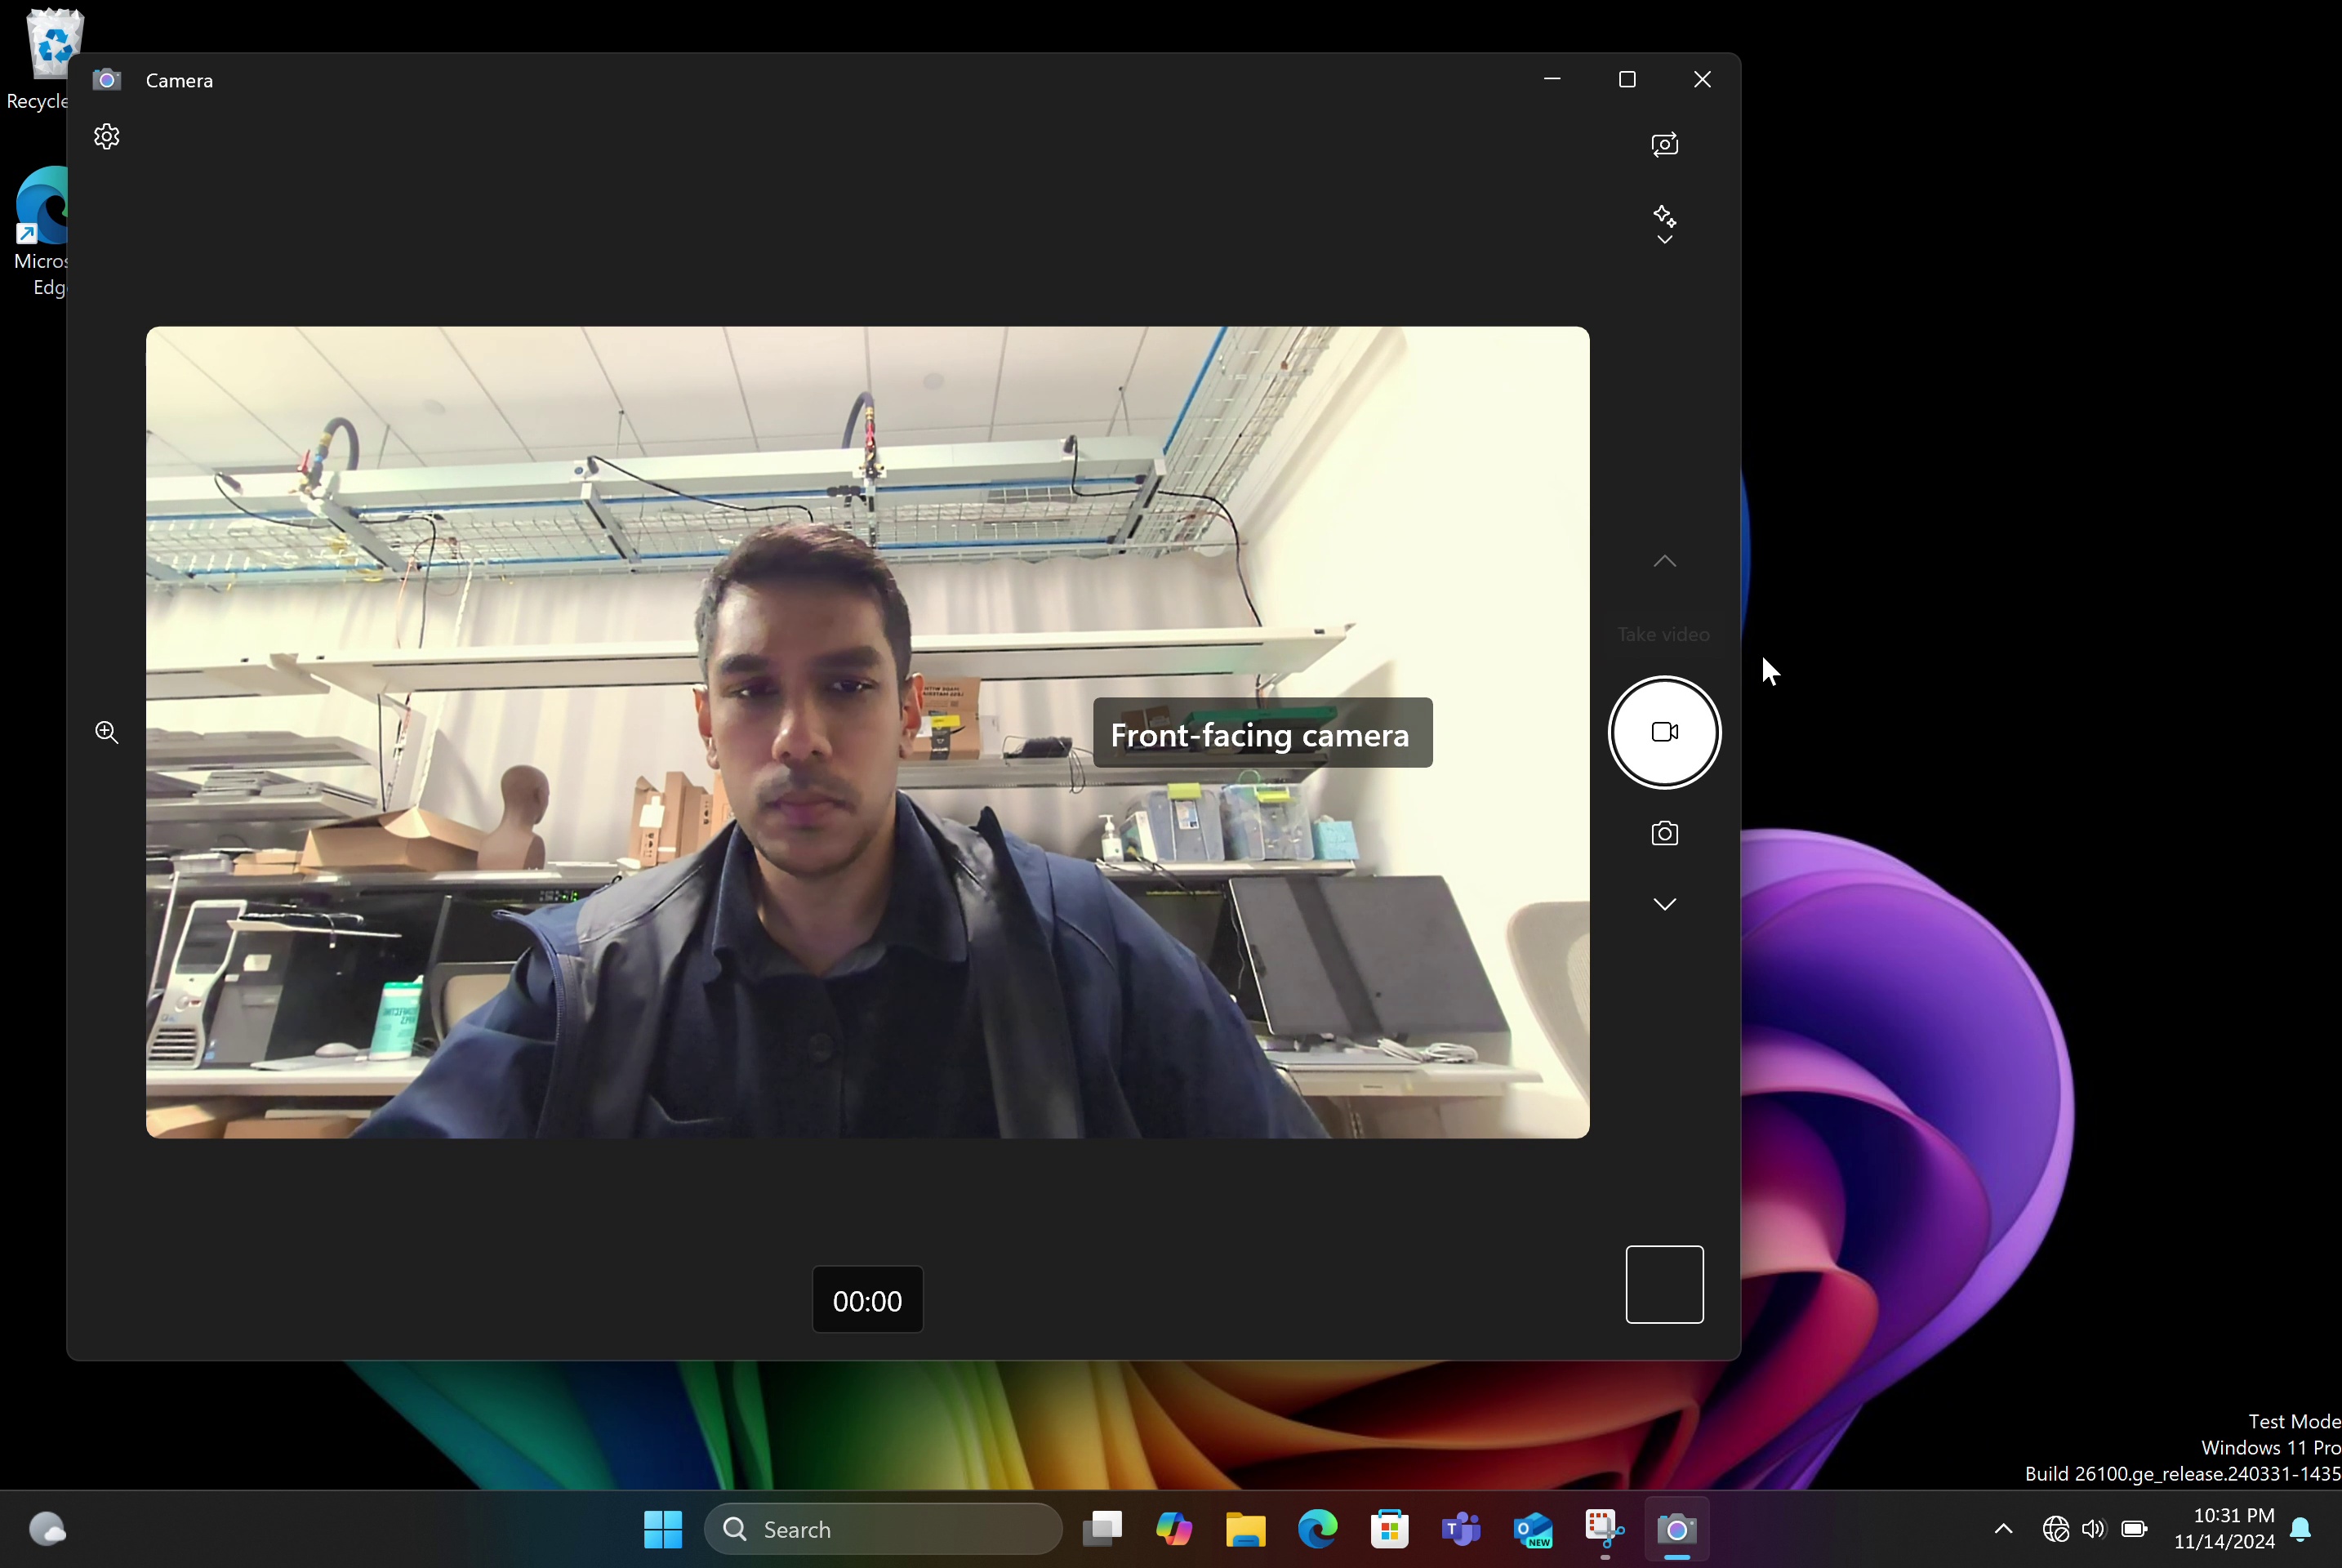 Recycle
Camera
Micros
Edg
Take video
Front-facing camera
00:00
Test Mode
Windows 11 Pro
Build 26100.ge_release.240331-1435
Search
T
O
NEW
10:31 PM
11/14/2024